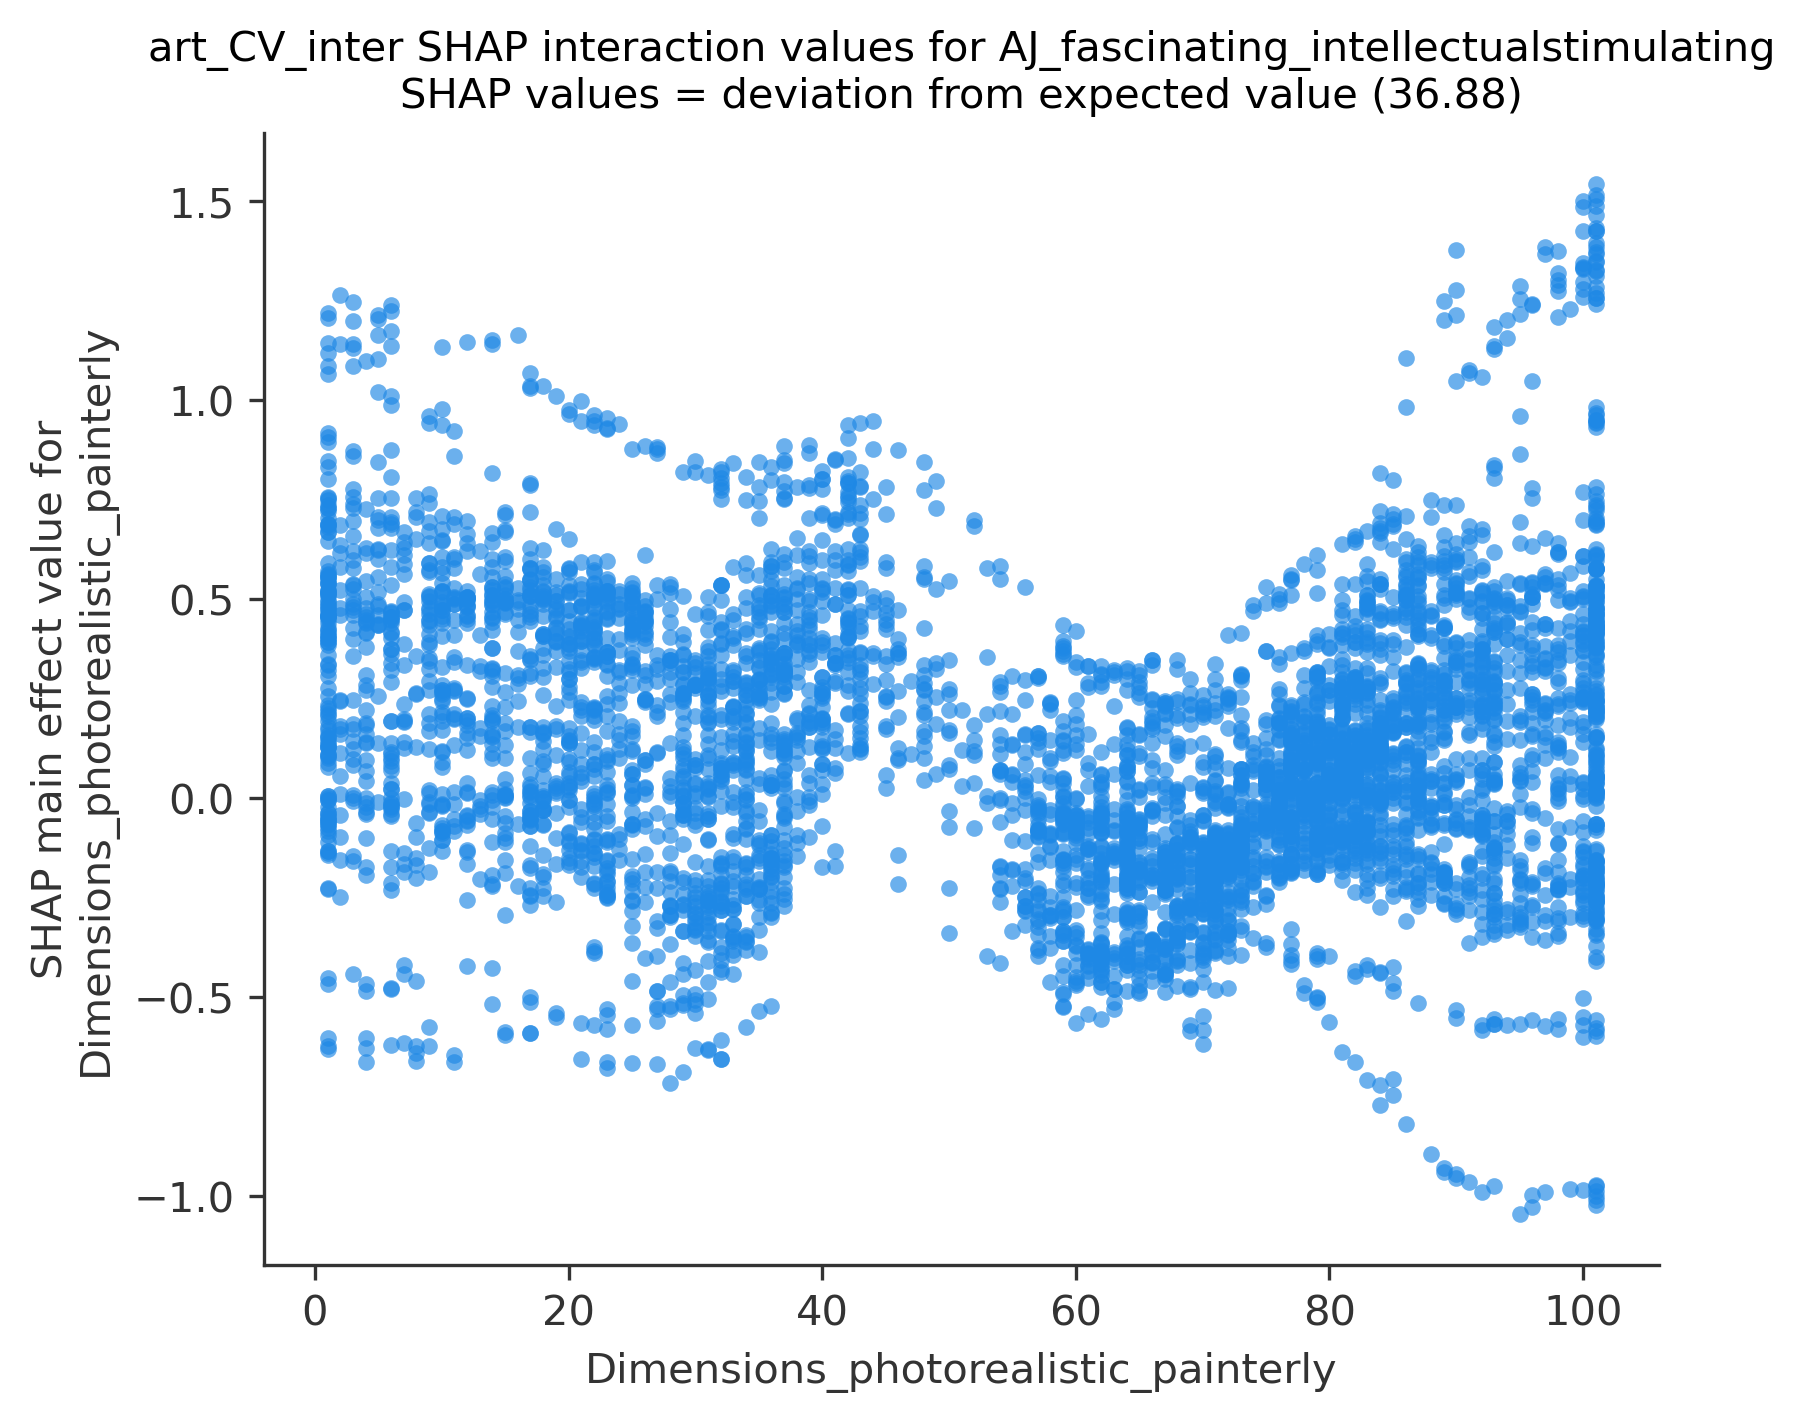 art_CV_inter SHAP interaction values for AJ_fascinating_intellectualstimulating
SHAP values = deviation from expected value (36.88)
SHAP main effect value for
Dimensions_photorealistic_painterly
1.5
1.0
0.5
0.0
−0.5
−1.0
0
20
40
60
80
100
Dimensions_photorealistic_painterly